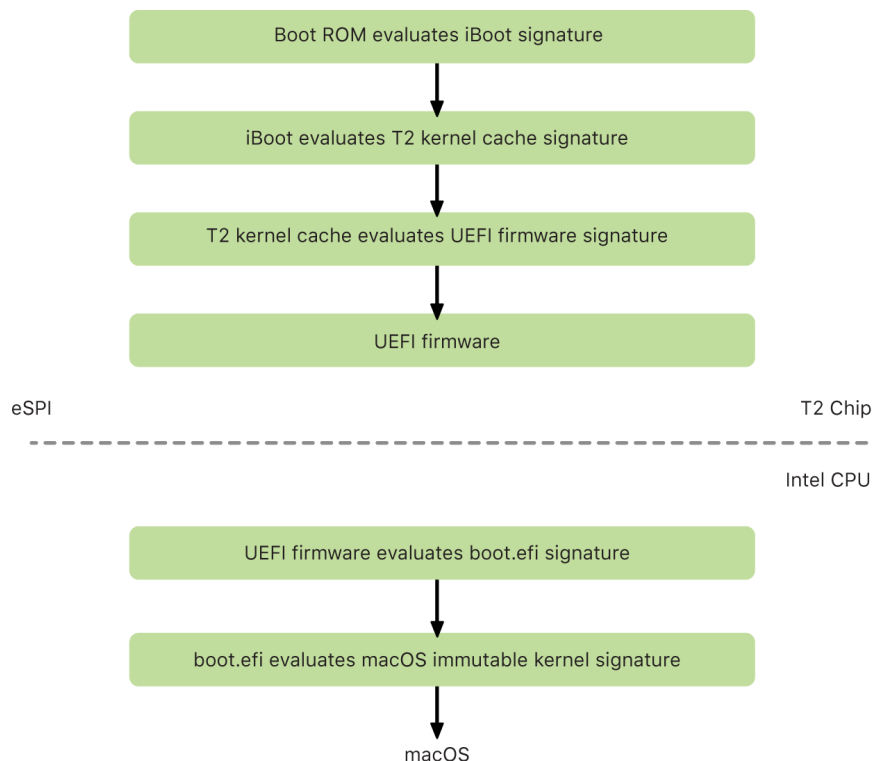 Boot ROM evaluates iBoot signature
iBoot evaluates T2 kernel cache signature
T2 kernel cache evaluates UEFI firmware signature
UEFI firmware
eSPI
T2 Chip
Intel CPU
UEFI firmware evaluates boot.efi signature
boot.efi evaluates macOS immutable kernel signature
macOS